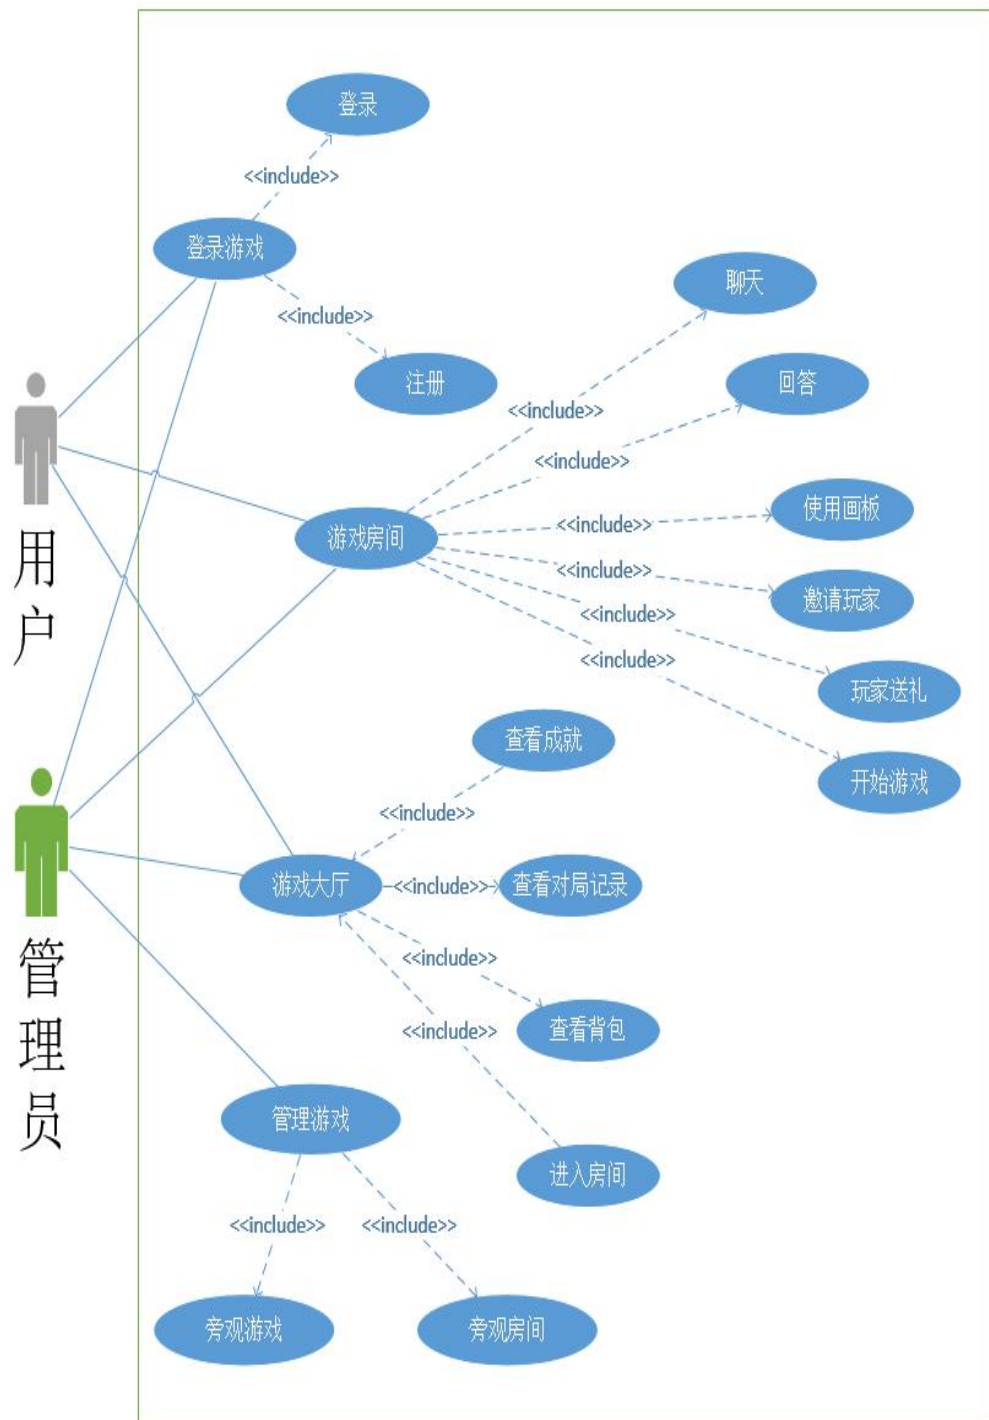 登录
<<include>>
登录游戏
<<include>>
注册
聊天
<<include>>
回答
<<include>>
使用画板
<<include>>
游戏房间
<<include>>
邀请玩家
<<include>>
玩家送礼
<<include>>
开始游戏
用户
查看成就
<<include>>
游戏大厅
<<include>>
查看对局记录
<<include>>
查看背包
<<include>>
进入房间
管理员
管理游戏
<<include>>
<<include>>
旁观游戏
旁观房间